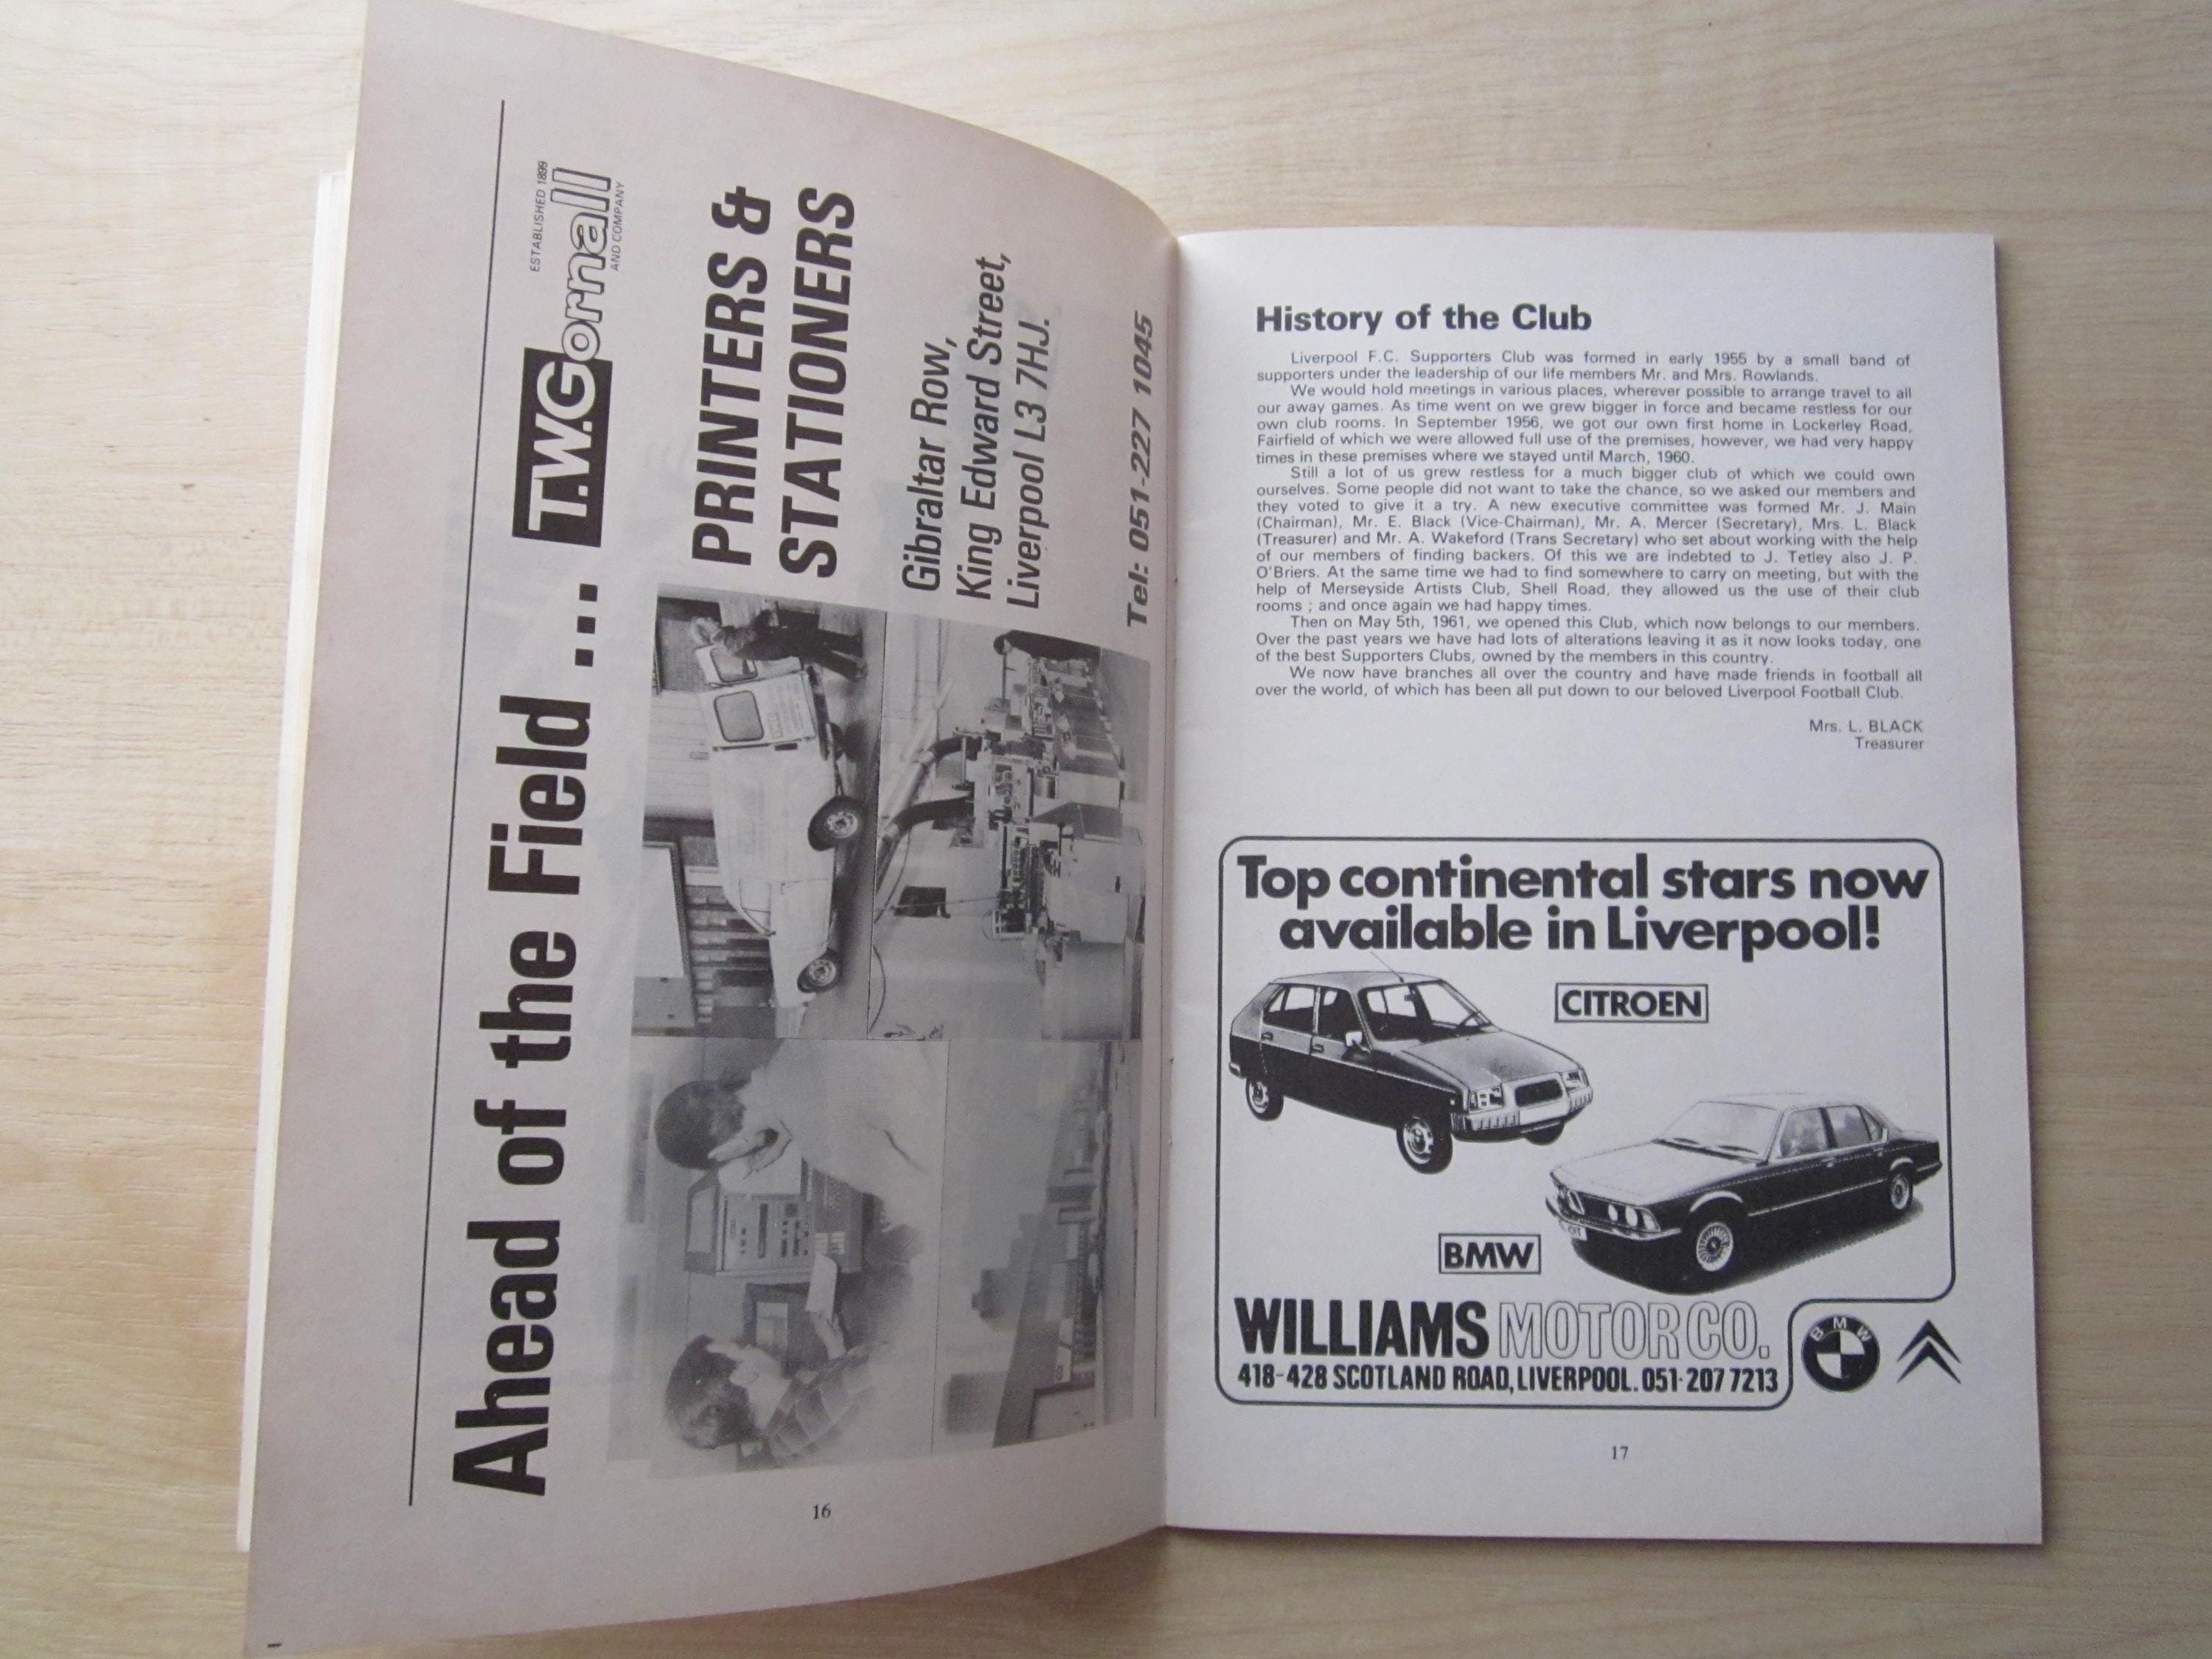 Ahead of the Field ...
ESTABLISHED 1899
T.W.Gornall
AND COMPANY
PRINTERS &
STATIONERS
Gibraltar Row,
King Edward Street,
Liverpool L3 7HJ.
Tel: 051-227 1045
16
History of the Club
Liverpool F.C. Supporters Club was formed in early 1955 by a small band of
supporters under the leadership of our life members Mr. and Mrs. Rowlands.
We would hold meetings in various places, wherever possible to arrange travel to all
our away games. As time went on we grew bigger in force and became restless for our
own club rooms. In September 1956, we got our own first home in Lockerley Road,
Fairfield of which we were allowed full use of the premises, however, we had very happy
times in these premises where we stayed until March, 1960.
Still a lot of us grew restless for a much bigger club of which we could own
ourselves. Some people did not want to take the chance, so we asked our members and
they voted to give it a try. A new executive committee was formed Mr. J. Main
(Chairman), Mr. E. Black (Vice-Chairman), Mr. A. Mercer (Secretary), Mrs. L. Black
(Treasurer) and Mr. A. Wakeford (Trans Secretary) who set about working with the help
of our members of finding backers. Of this we are indebted to J. Tetley also J. P.
O'Briers. At the same time we had to find somewhere to carry on meeting, but with the
help of Merseyside Artists Club, Shell Road, they allowed us the use of their club
rooms ; and once again we had happy times.
Then on May 5th, 1961, we opened this Club, which now belongs to our members.
Over the past years we have had lots of alterations leaving it as it now looks today, one
of the best Supporters Clubs, owned by the members in this country.
We now have branches all over the country and have made friends in football all
over the world, of which has been all put down to our beloved Liverpool Football Club.
Mrs. L. BLACK
Treasurer
Top continental stars now
available in Liverpool!
CITROEN
BMW
WILLIAMS MOTOR CO.
418-428 SCOTLAND ROAD, LIVERPOOL. 051-207 7213
BMW
17